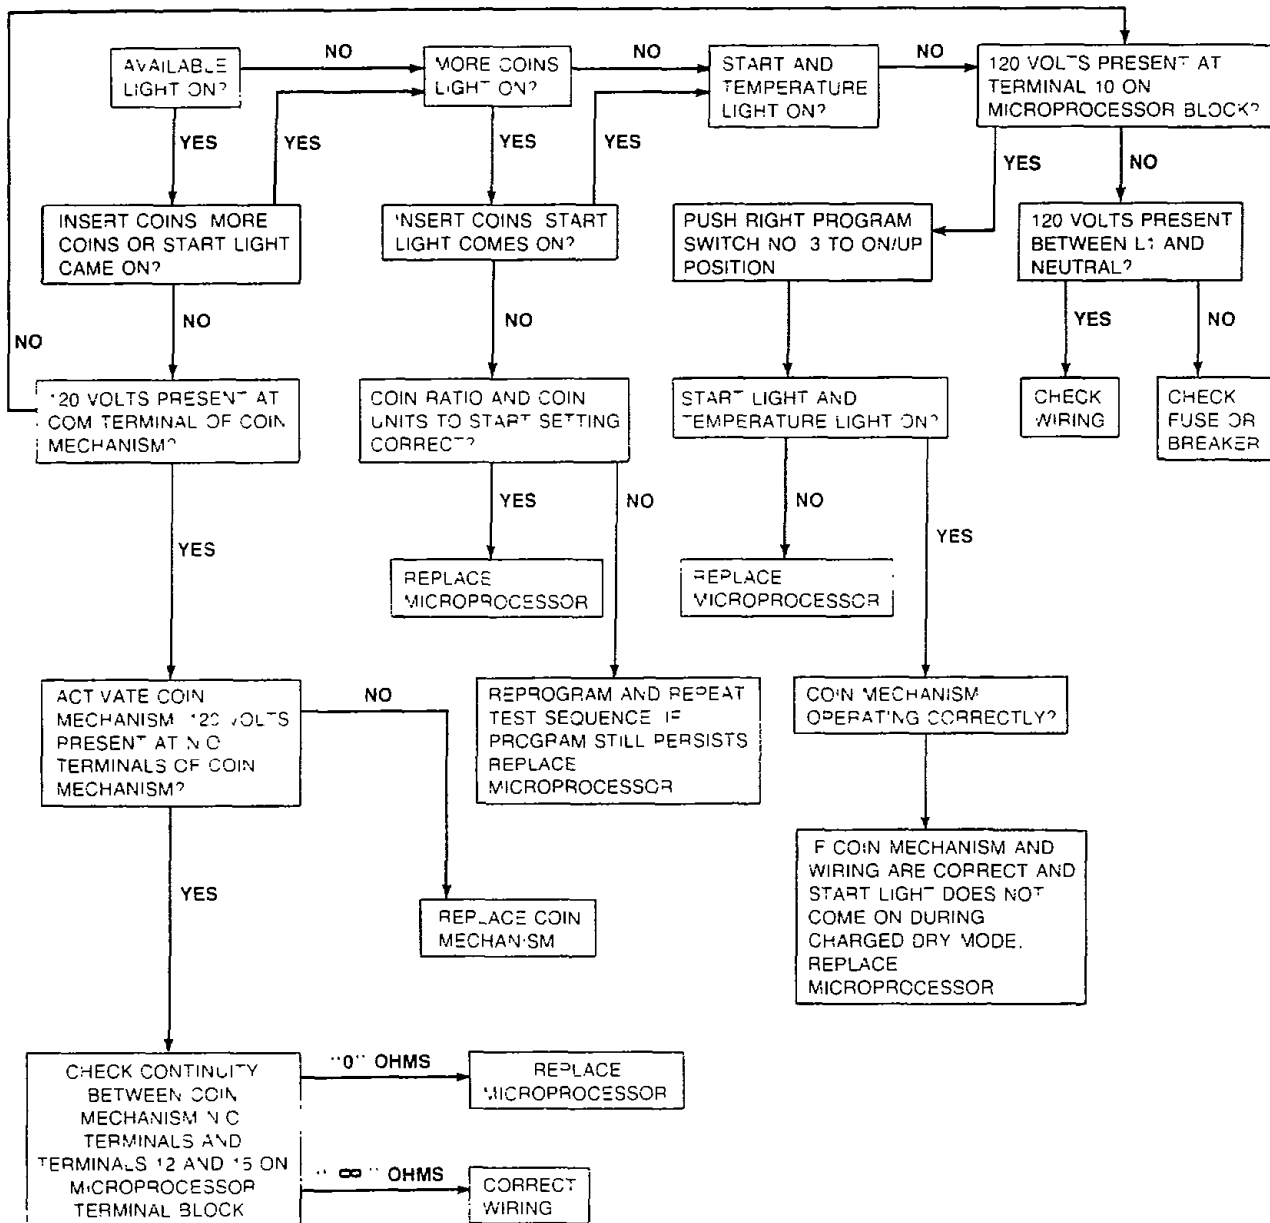 AVAILABLE
LIGHT ON?
NO
MORE COINS
LIGHT ON?
NO
START AND
TEMPERATURE
LIGHT ON?
NO
120 VOLTS PRESENT AT
TERMINAL 10 ON
MICROPROCESSOR BLOCK?
YES
YES
YES
YES
YES
NO
INSERT COINS MORE
COINS OR START LIGHT
CAME ON?
INSERT COINS START
LIGHT COMES ON?
PUSH RIGHT PROGRAM
SWITCH NO 3 TO ON/UP
POSITION
120 VOLTS PRESENT
BETWEEN L1 AND
NEUTRAL?
NO
NO
NO
YES
NO
120 VOLTS PRESENT AT
COM TERMINAL OF COIN
MECHANISM?
COIN RATIO AND COIN
UNITS TO START SETTING
CORRECT?
START LIGHT AND
TEMPERATURE LIGHT ON?
CHECK
WIRING
CHECK
FUSE OR
BREAKER
YES
YES
NO
NO
YES
REPLACE
MICROPROCESSOR
REPLACE
MICROPROCESSOR
ACTIVATE COIN
MECHANISM 120 VOLTS
PRESENT AT N C
TERMINALS OF COIN
MECHANISM?
NO
REPROGRAM AND REPEAT
TEST SEQUENCE IF
PROGRAM STILL PERSISTS
REPLACE
MICROPROCESSOR
COIN MECHANISM
OPERATING CORRECTLY?
YES
REPLACE COIN
MECHANISM
IF COIN MECHANISM AND
WIRING ARE CORRECT AND
START LIGHT DOES NOT
COME ON DURING
CHARGED DRY MODE,
REPLACE
MICROPROCESSOR
CHECK CONTINUITY
BETWEEN COIN
MECHANISM N C
TERMINALS AND
TERMINALS 12 AND 15 ON
MICROPROCESSOR
TERMINAL BLOCK
"0" OHMS
REPLACE
MICROPROCESSOR
"∞" OHMS
CORRECT
WIRING